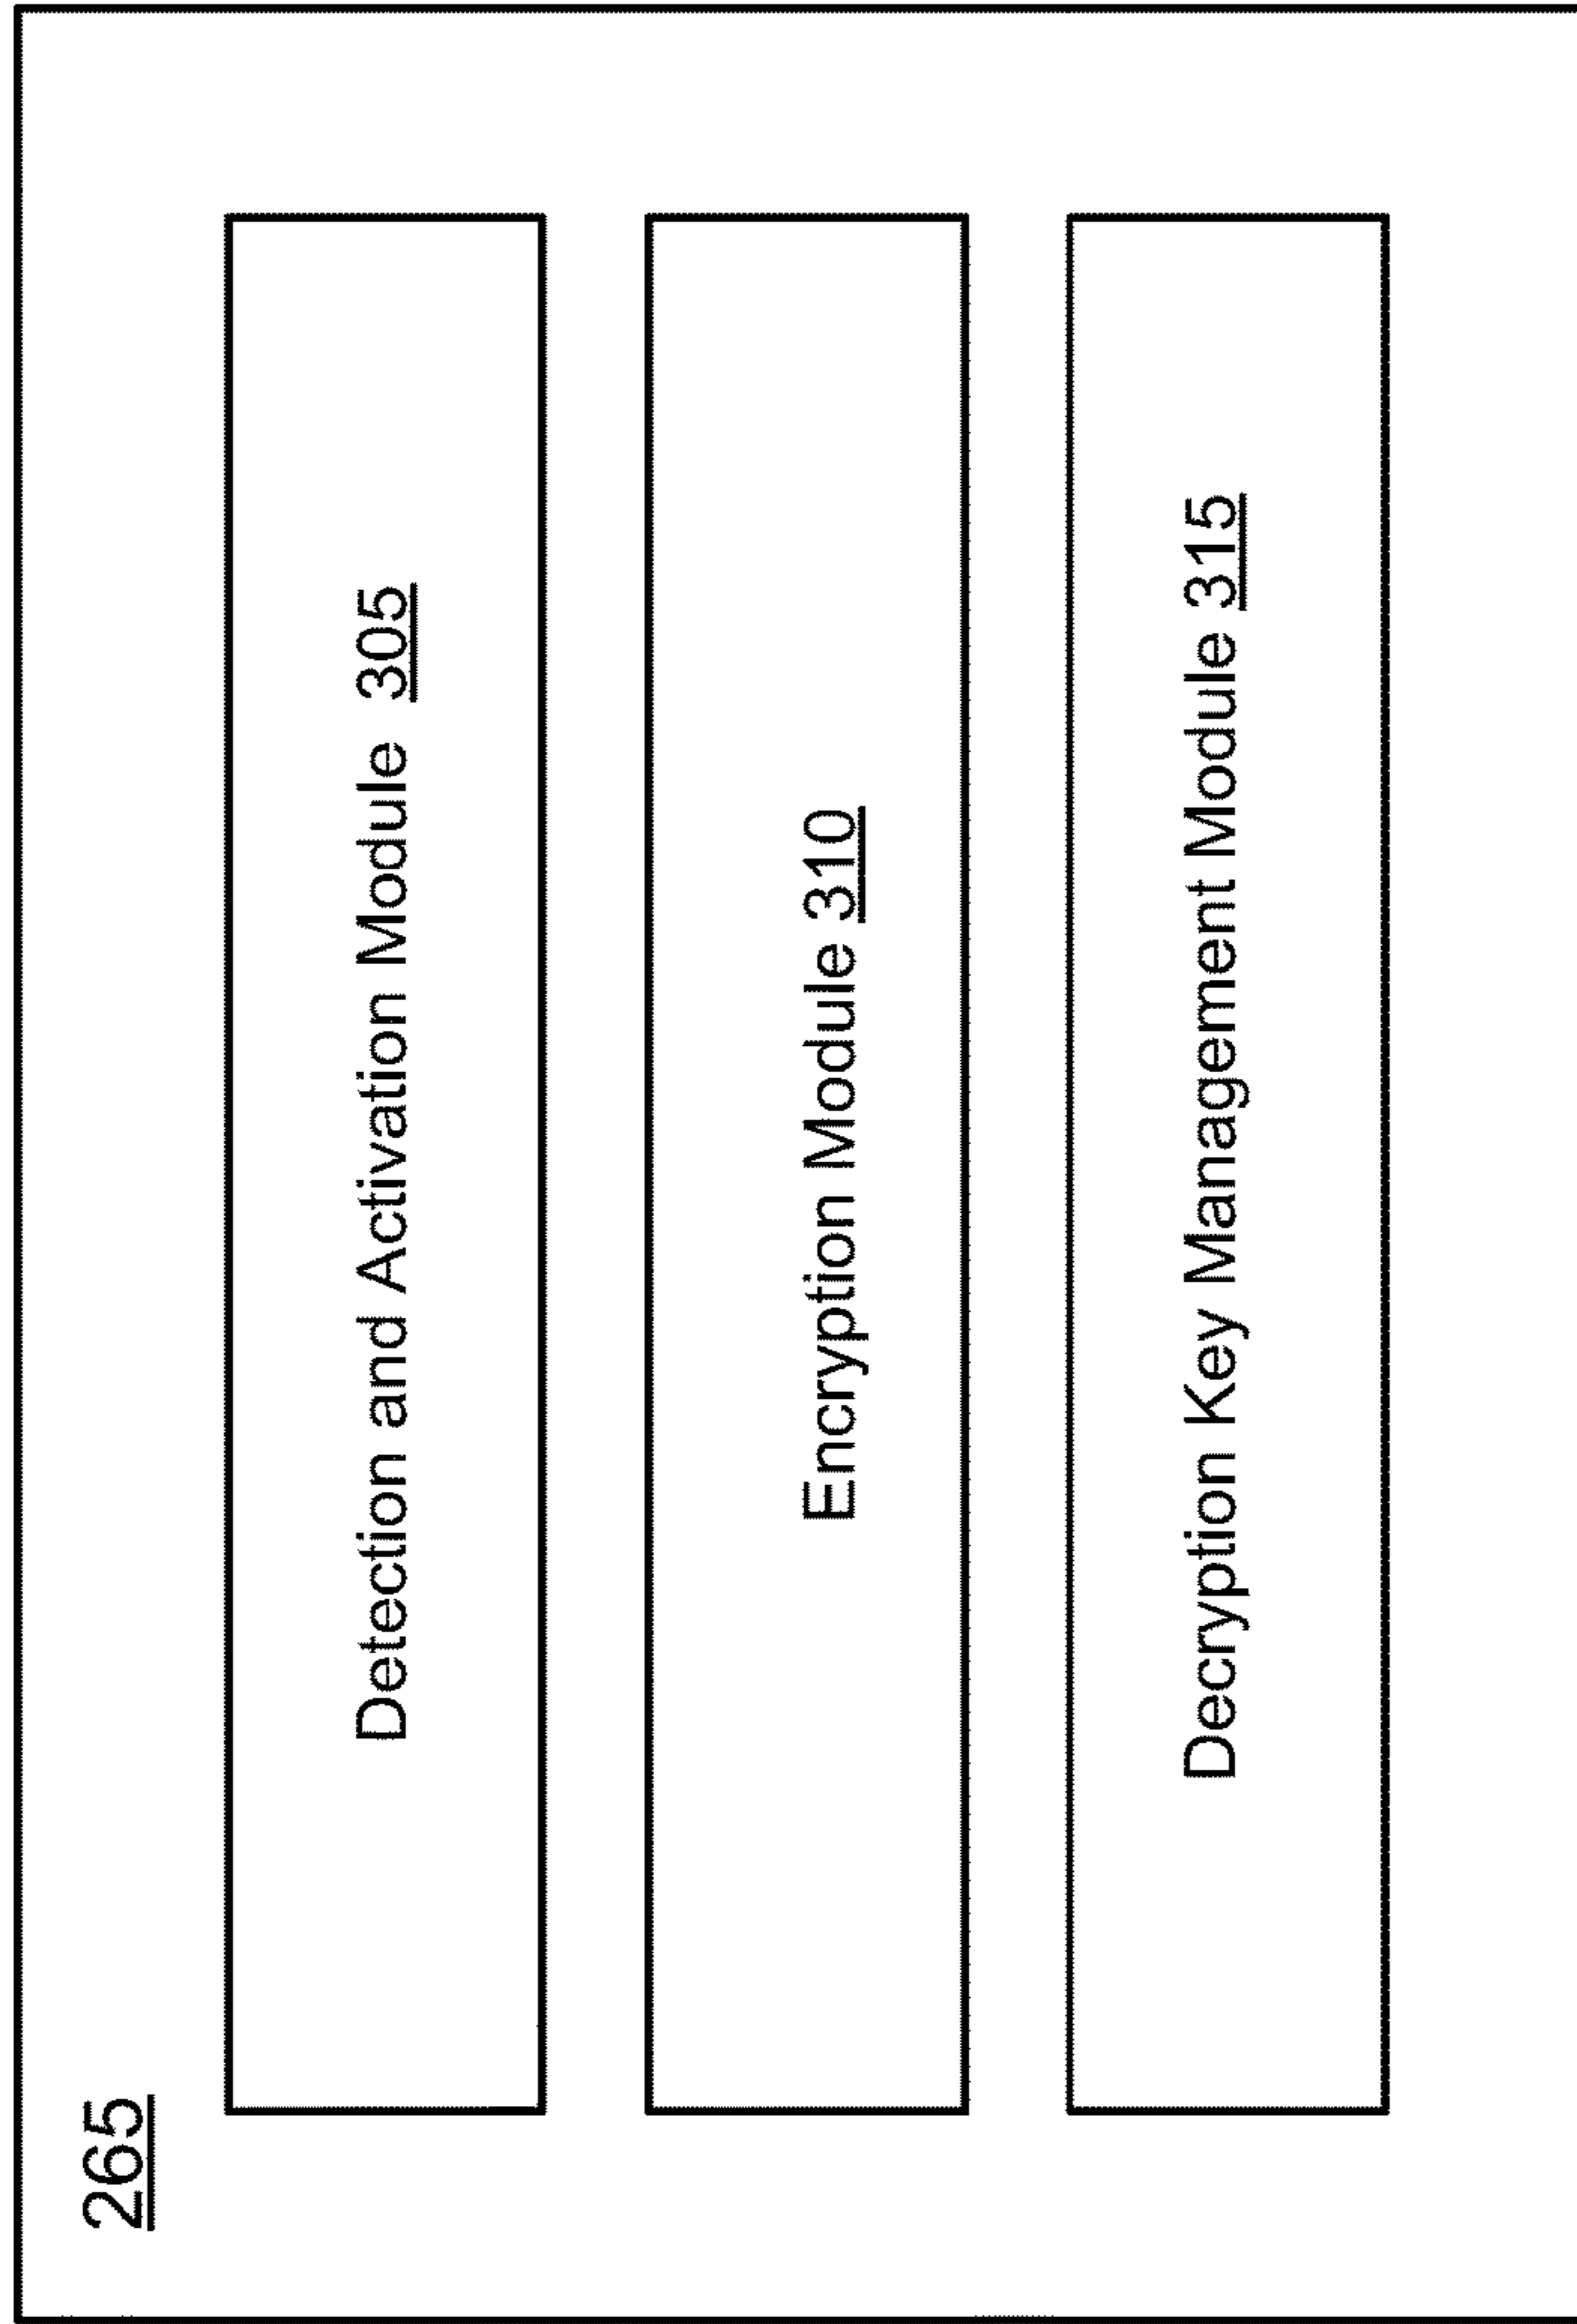 265
Detection and Activation Module 305
Encryption Module 310
Decryption Key Management Module 315